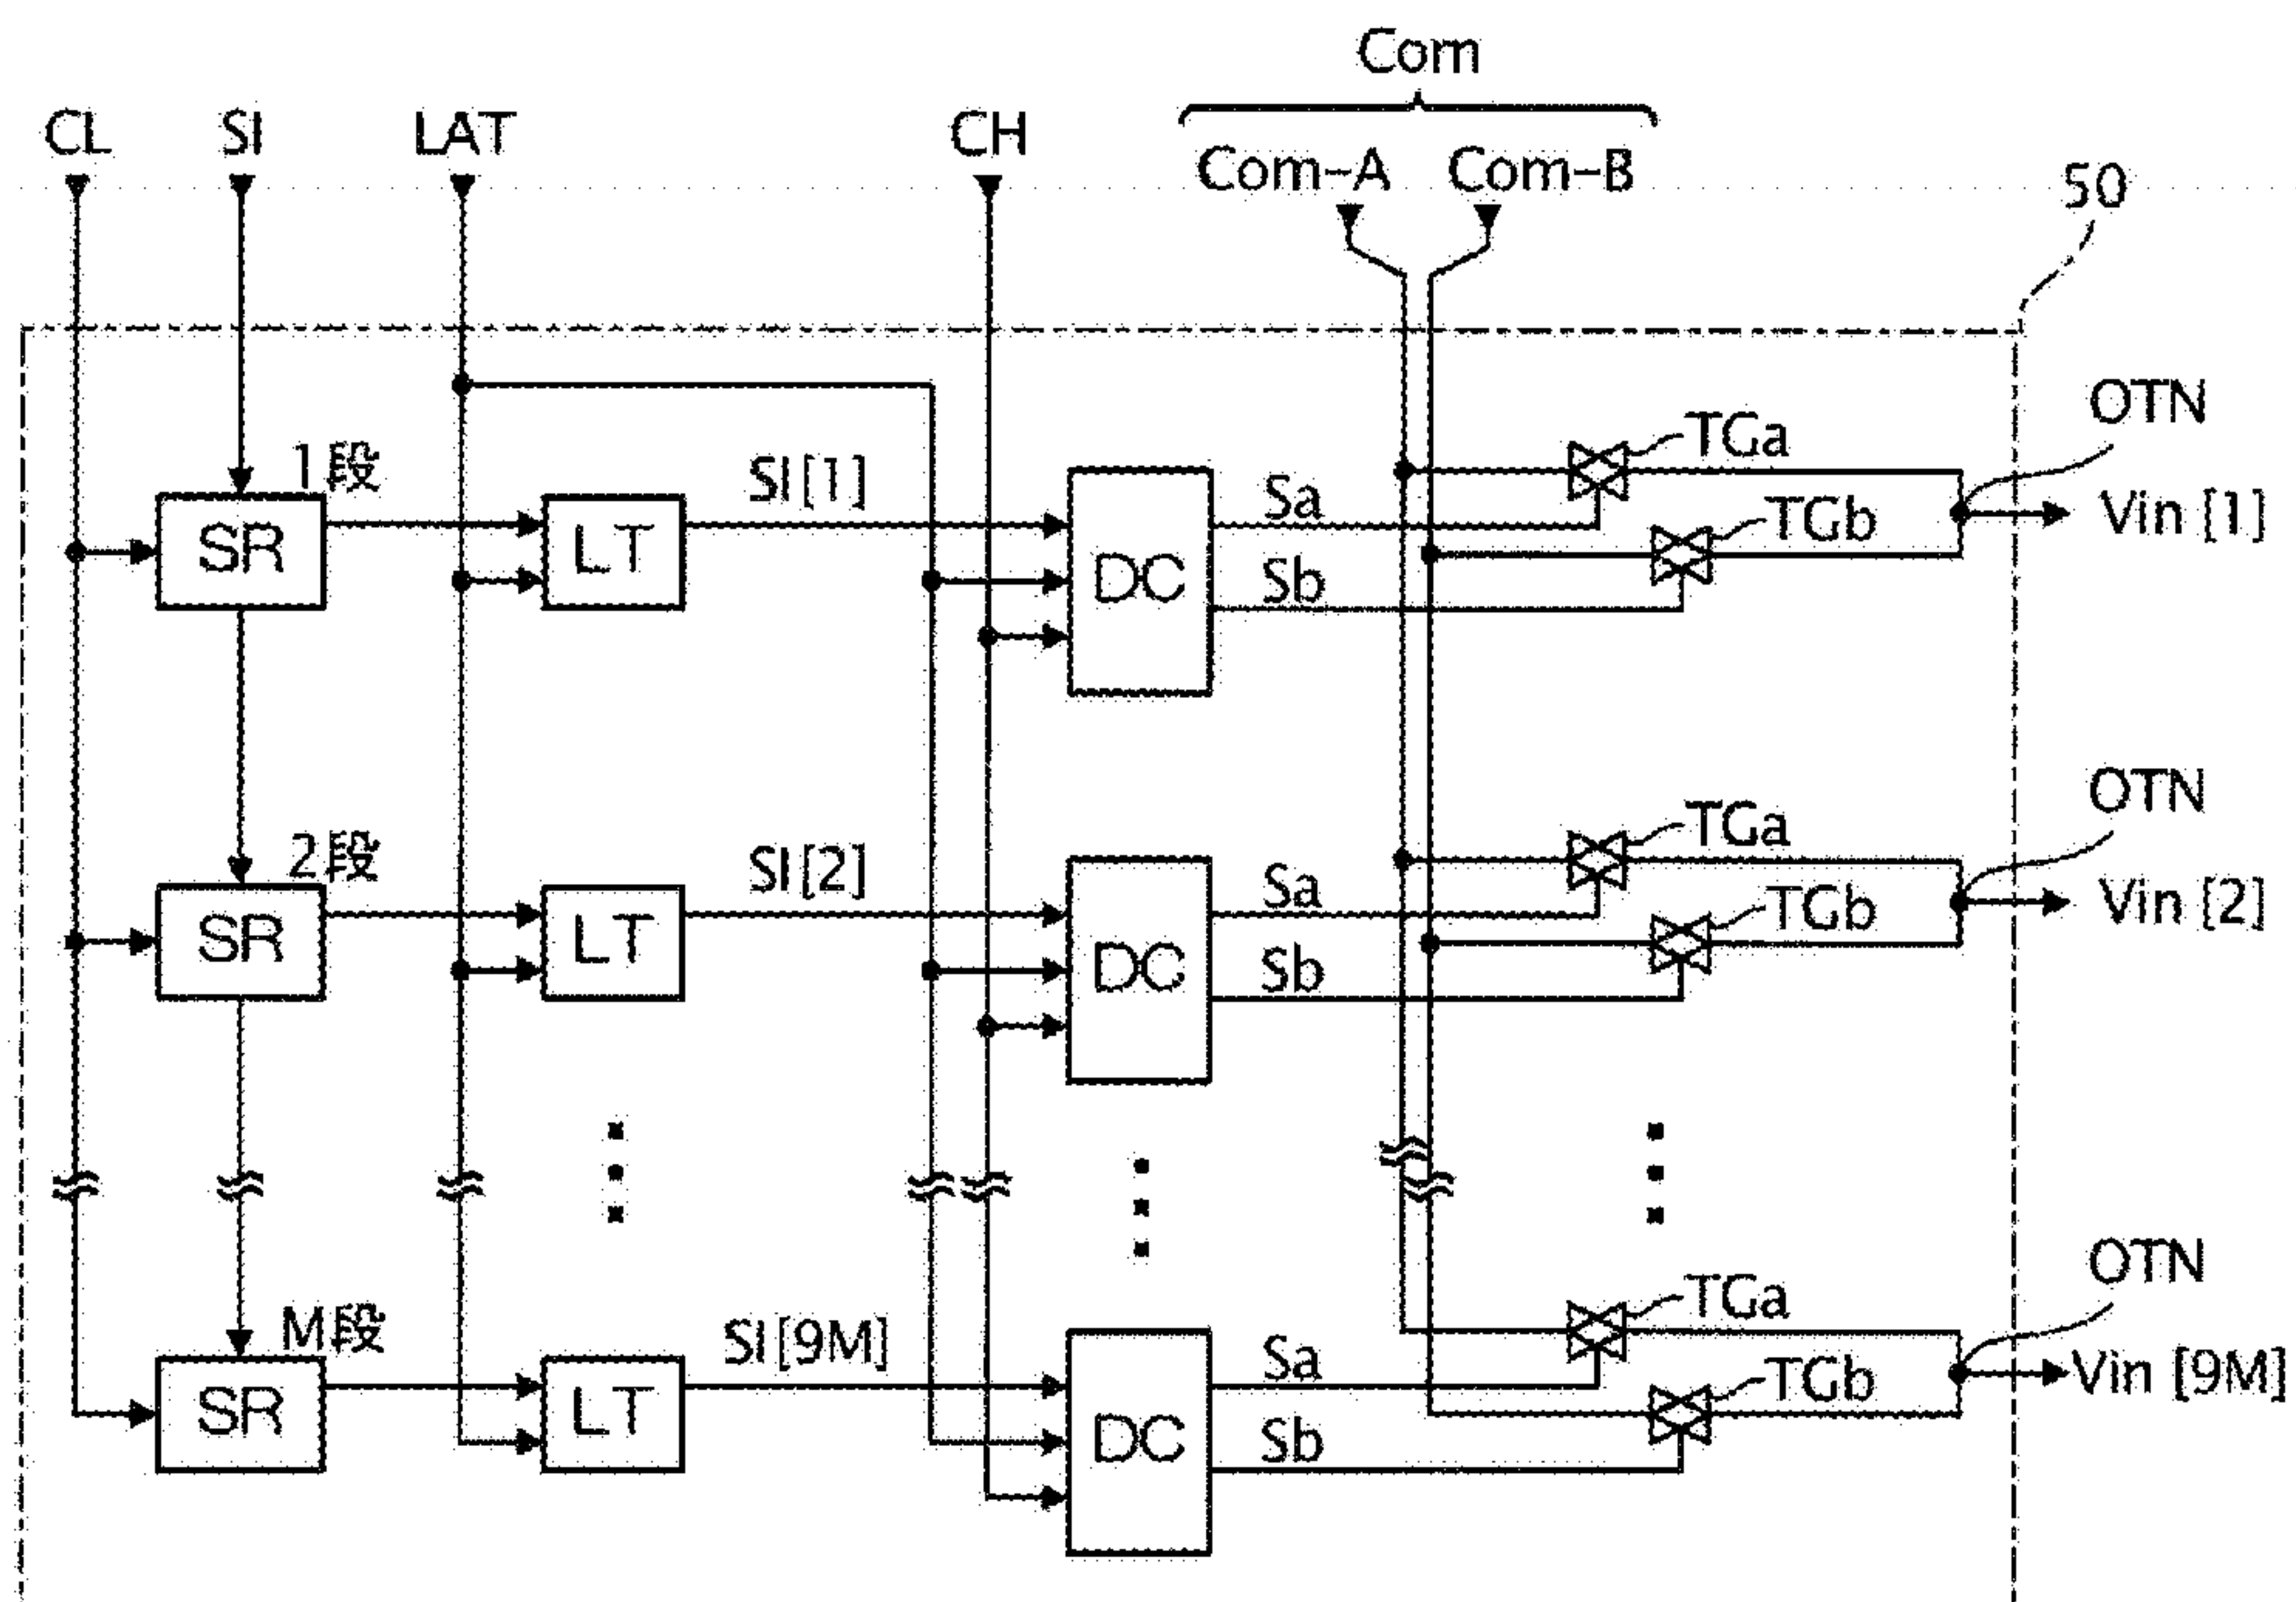 Com
CL SI LAT CH Com-A Com-B
50
OTN
TGa
1段 SI[1] Sa
Vin [1]
TGb
SR LT DC Sb
OTN
TGa
2段 SI[2] Sa
Vin [2]
TGb
SR LT DC Sb
OTN
TGa
M段 SI[9M] Sa
Vin [9M]
TGb
SR LT DC Sb